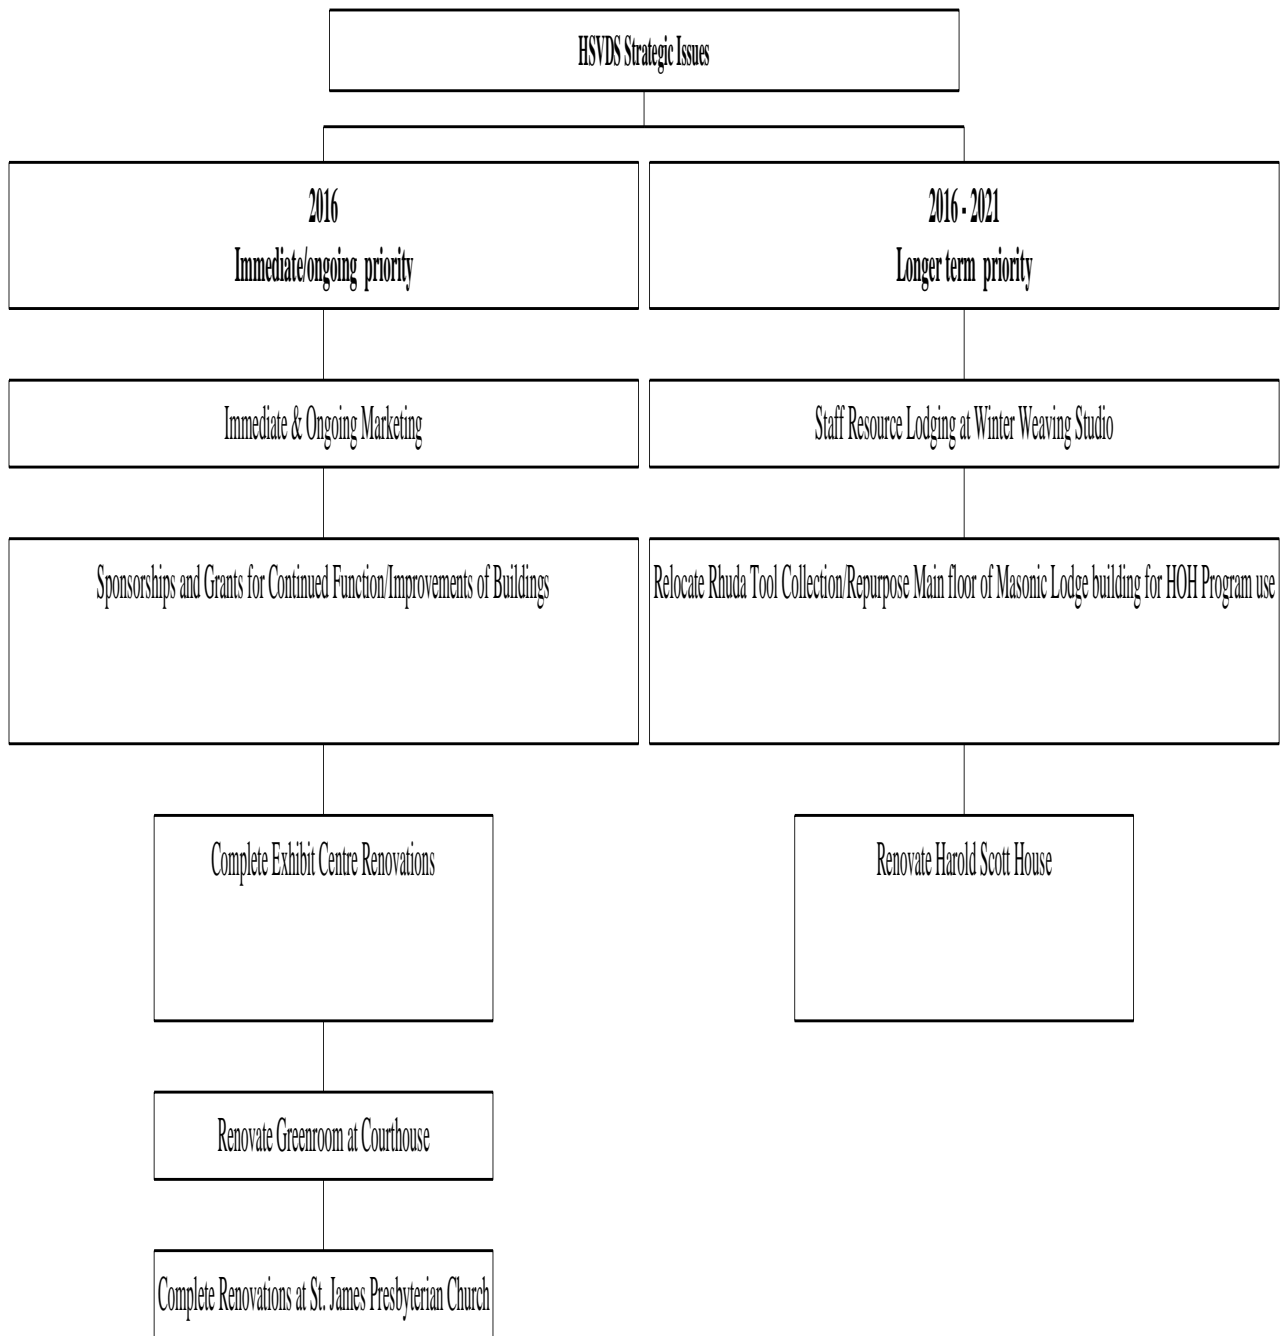 HSVDS Strategic Issues
2016
Immediate/ongoing priority
2016 - 2021
Longer term priority
Immediate & Ongoing Marketing
Staff Resource Lodging at Winter Weaving Studio
Sponsorships and Grants for Continued Function/Improvements of Buildings
Relocate Rhuda Tool Collection/Repurpose Main floor of Masonic Lodge building for HOH Program use
Complete Exhibit Centre Renovations
Renovate Harold Scott House
Renovate Greenroom at Courthouse
Complete Renovations at St. James Presbyterian Church